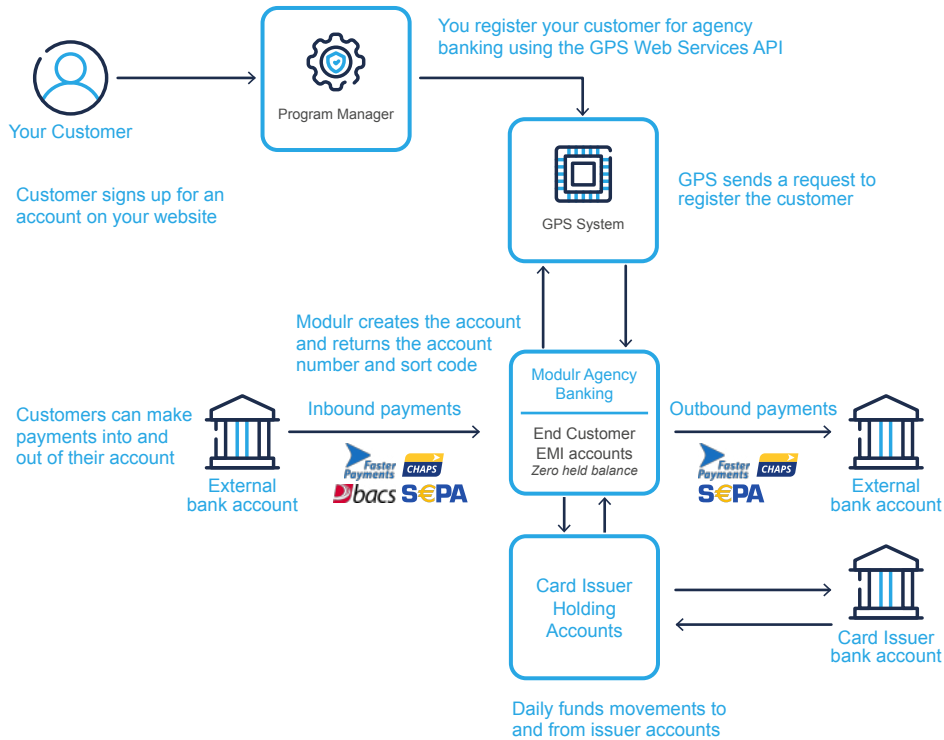 You register your customer for agency
banking using the GPS Web Services API
Program Manager
Your Customer
Customer signs up for an
account on your website
GPS System
GPS sends a request to
register the customer
Modulr creates the account
and returns the account
number and sort code
Modulr Agency
Banking
End Customer
EMI accounts
Zero held balance
Customers can make
payments into and
out of their account
External
bank account
Inbound payments
Faster
Payments
CHAPS
bacs
S€PA
Outbound payments
Faster
Payments
CHAPS
S€PA
External
bank account
Card Issuer
Holding
Accounts
Card Issuer
bank account
Daily funds movements to
and from issuer accounts